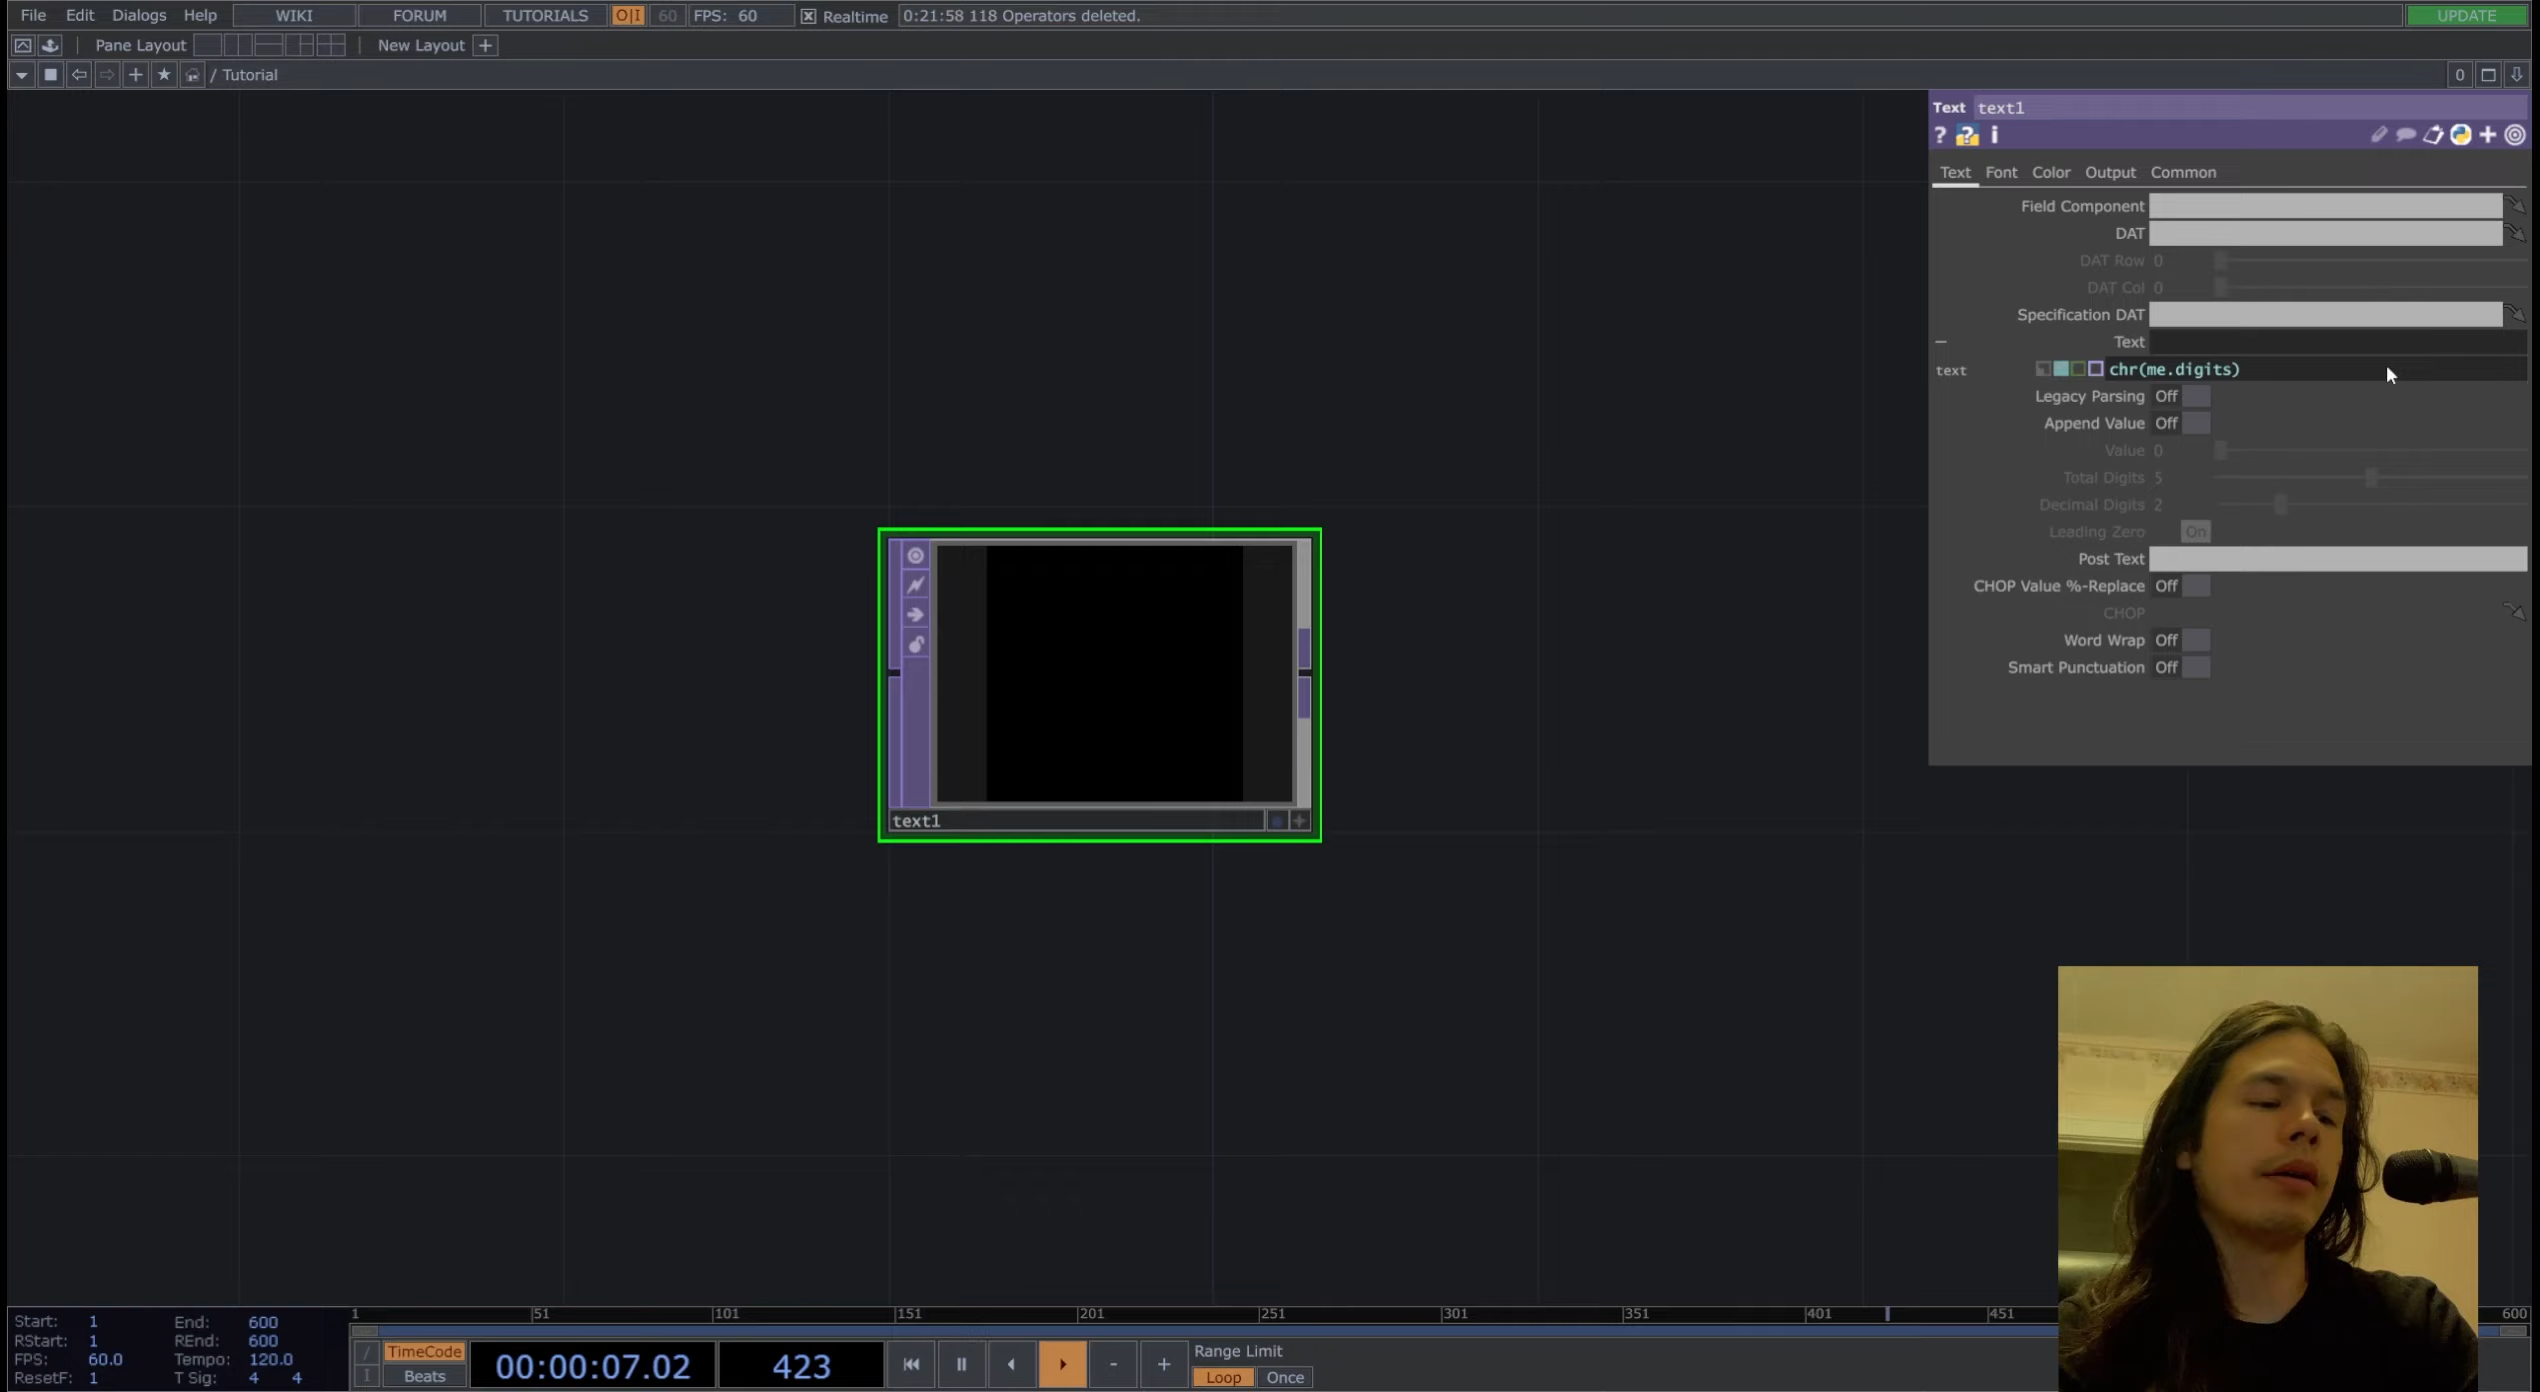 File Edit Dialogs Help WIKI FORUM TUTORIALS O|I 60 FPS: 60 Realtime 0:21:58 118 Operators deleted. UPDATE
Pane Layout New Layout +
/ Tutorial 0
Text text1
? ? i
Text Font Color Output Common
Field Component
DAT
DAT Row 0
DAT Col 0
Specification DAT
Text
text chr(me.digits)
Legacy Parsing Off
Append Value Off
Value 0
Total Digits 5
Decimal Digits 2
Leading Zero On
Post Text
CHOP Value %-Replace Off
CHOP
Word Wrap Off
Smart Punctuation Off
text1
1 51 101 151 201 251 301 351 401 451 600
Start: 1 End: 600
RStart: 1 REnd: 600
FPS: 60.0 Tempo: 120.0
ResetF: 1 T Sig: 4 4
TimeCode
Beats
00:00:07.02
423
- +
Range Limit
Loop Once